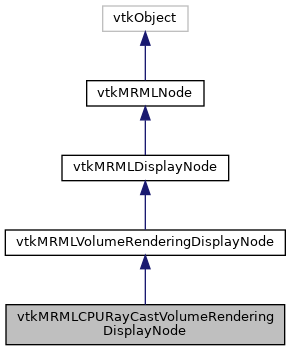 vtkObject
vtkMRMLNode
vtkMRMLDisplayNode
vtkMRMLVolumeRenderingDisplayNode
vtkMRMLCPURayCastVolumeRendering
DisplayNode